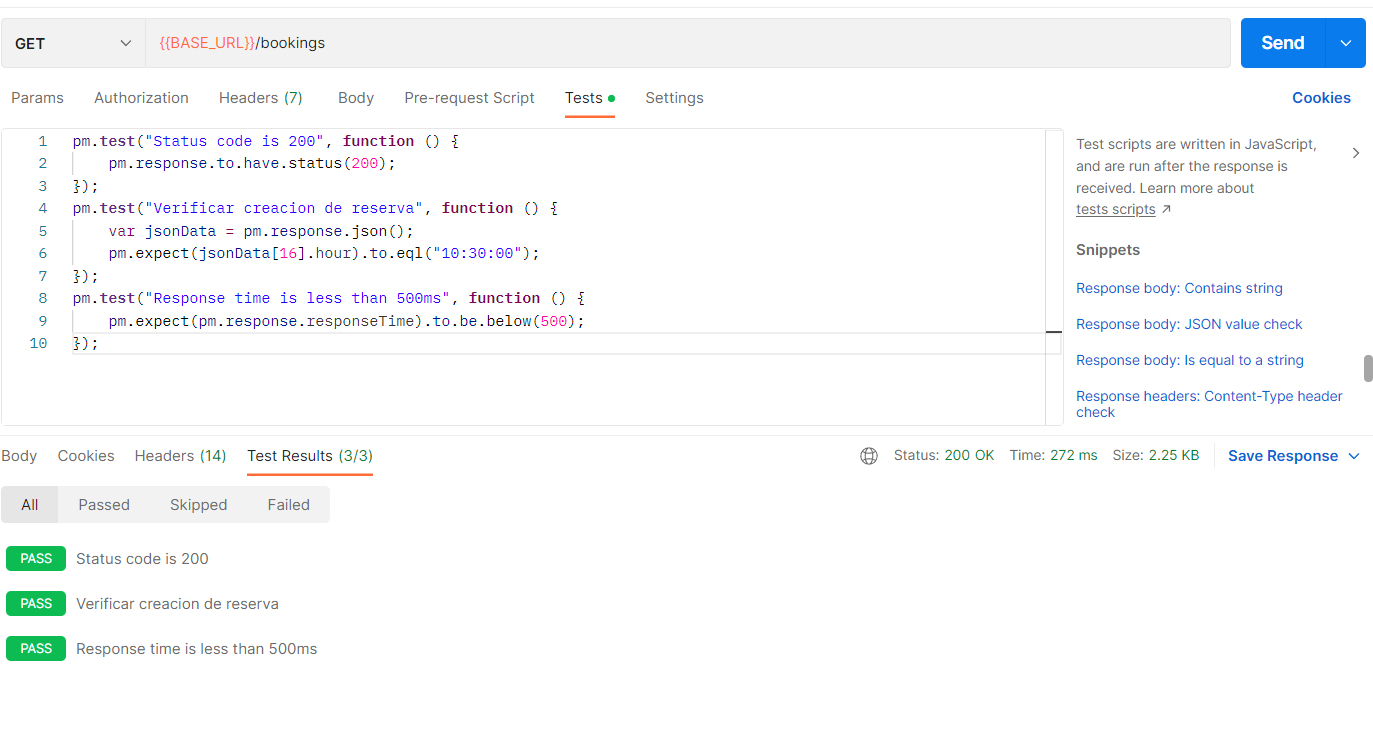 GET {{BASE_URL}}/bookings Send
Params Authorization Headers (7) Body Pre-request Script Tests Settings Cookies
1 pm.test("Status code is 200", function () {
2 pm.response.to.have.status(200);
3 });
4 pm.test("Verificar creacion de reserva", function () {
5 var jsonData = pm.response.json();
6 pm.expect(jsonData[16].hour).to.eql("10:30:00");
7 });
8 pm.test("Response time is less than 500ms", function () {
9 pm.expect(pm.response.responseTime).to.be.below(500);
10 });
Test scripts are written in JavaScript,
and are run after the response is
received. Learn more about
tests scripts ↗
Snippets
Response body: Contains string
Response body: JSON value check
Response body: Is equal to a string
Response headers: Content-Type header
check
Body Cookies Headers (14) Test Results (3/3) Status: 200 OK Time: 272 ms Size: 2.25 KB Save Response
All Passed Skipped Failed
PASS Status code is 200
PASS Verificar creacion de reserva
PASS Response time is less than 500ms